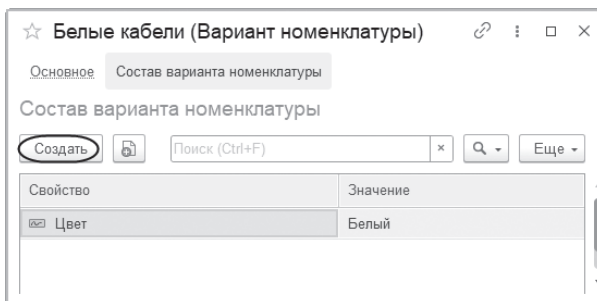 Белые кабели (Вариант номенклатуры)
Основное Состав варианта номенклатуры
Состав варианта номенклатуры
Создать Поиск (Ctrl+F) × Еще
Свойство Значение
Цвет Белый